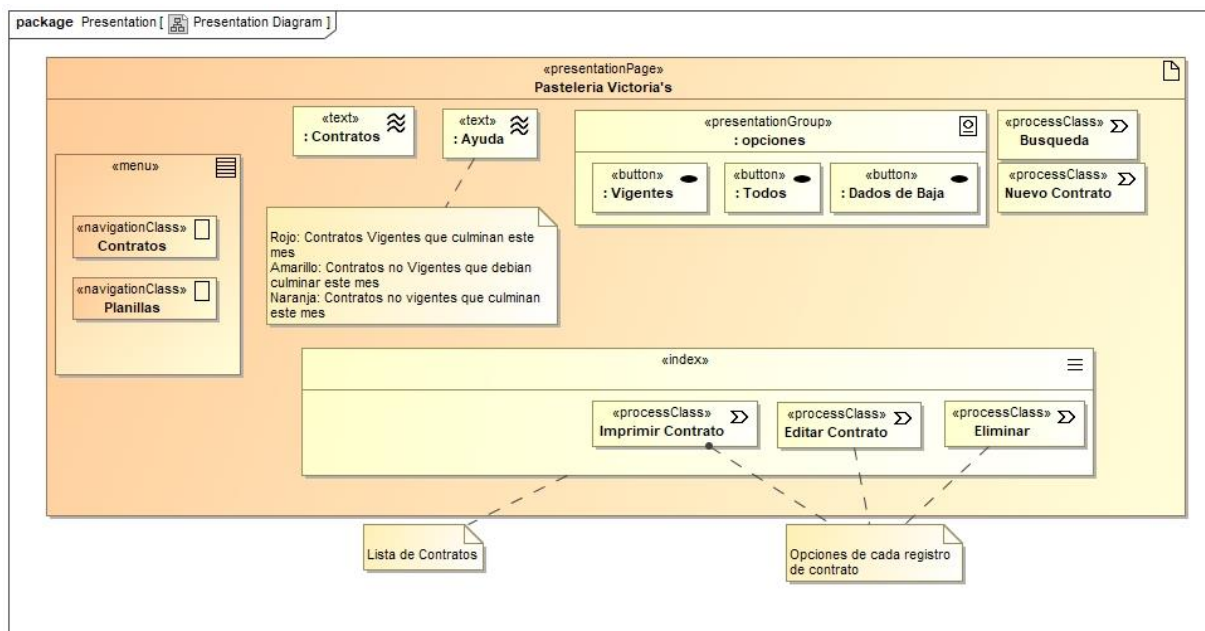 package Presentation [ Presentation Diagram ]
«presentationPage»
Pasteleria Victoria's
«text»
: Contratos
«text»
: Ayuda
«presentationGroup»
: opciones
«button»
: Vigentes
«button»
: Todos
«button»
: Dados de Baja
«processClass»
Busqueda
«processClass»
Nuevo Contrato
«menu»
«navigationClass»
Contratos
«navigationClass»
Planillas
Rojo: Contratos Vigentes que culminan este
mes
Amarillo: Contratos no Vigentes que debian
culminar este mes
Naranja: Contratos no vigentes que culminan
este mes
«index»
«processClass»
Imprimir Contrato
«processClass»
Editar Contrato
«processClass»
Eliminar
Lista de Contratos
Opciones de cada registro
de contrato